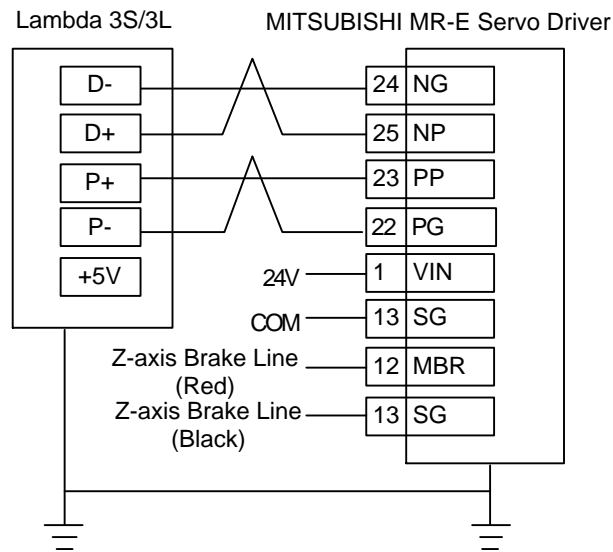 Lambda 3S/3L
MITSUBISHI MR-E Servo Driver
D-
24 NG
D+
25 NP
P+
23 PP
P-
22 PG
+5V
24V
1 VIN
COM
13 SG
Z-axis Brake Line
(Red)
12 MBR
Z-axis Brake Line
(Black)
13 SG